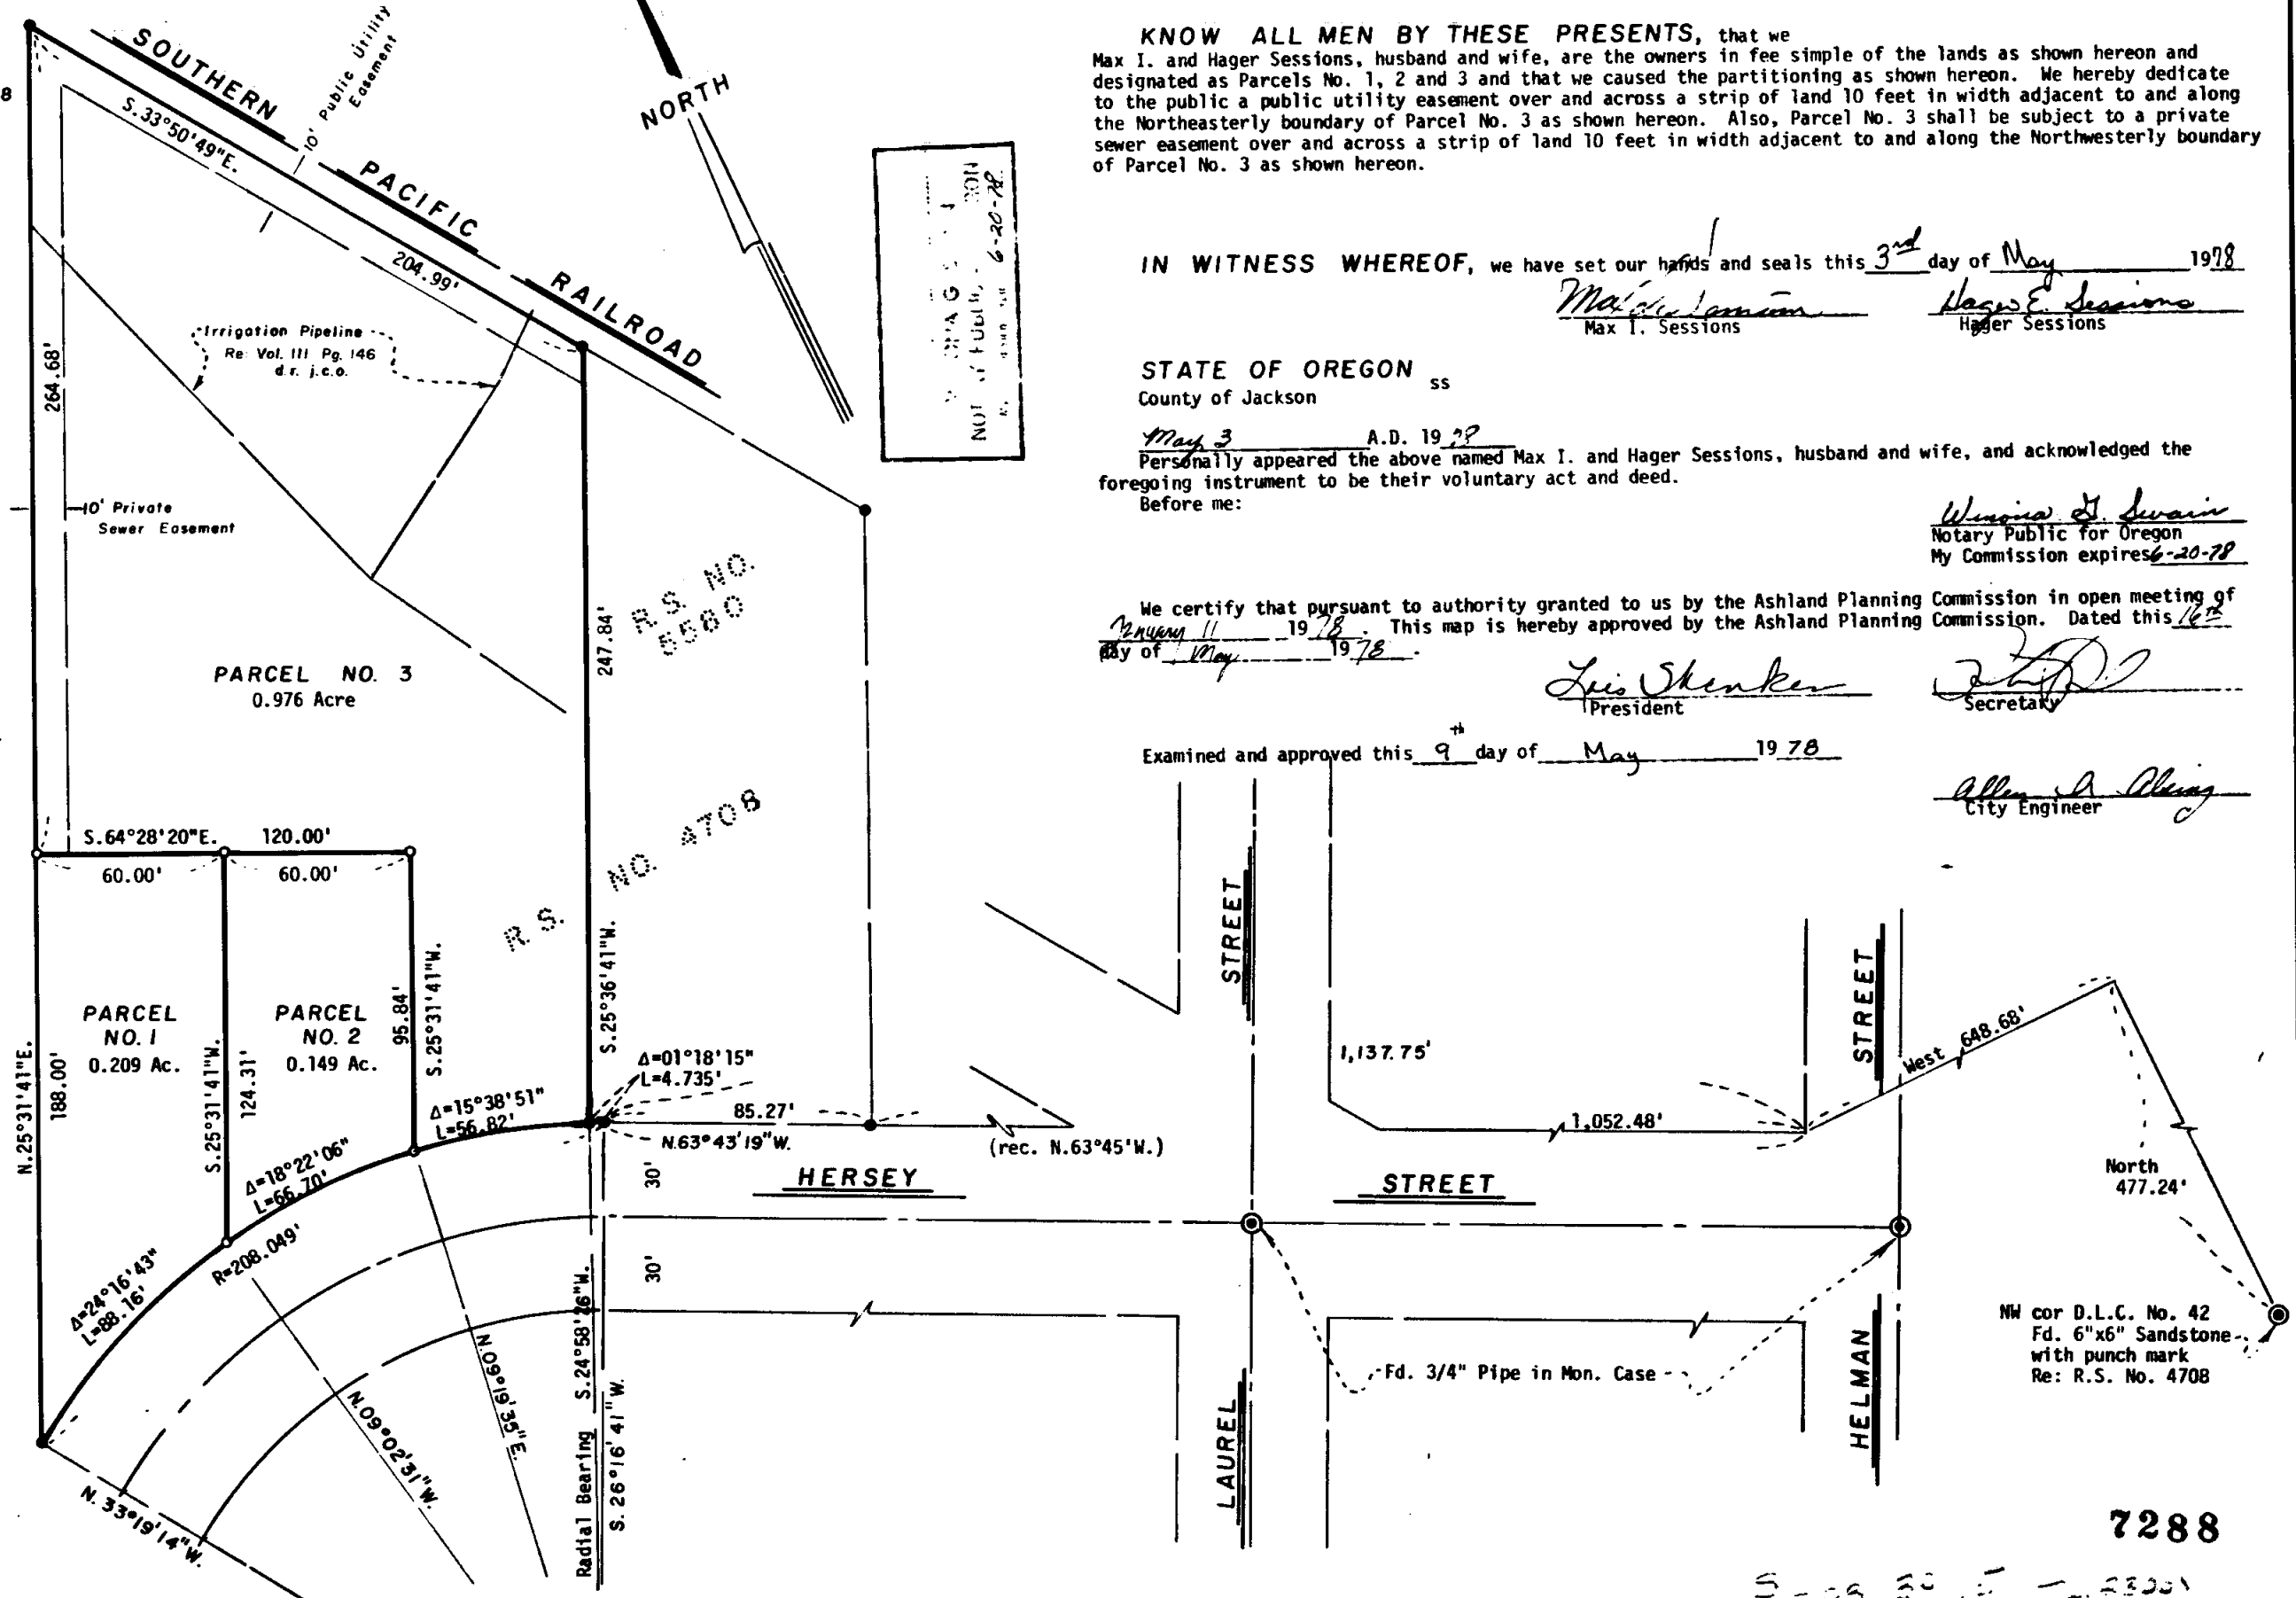 KNOW ALL MEN BY THESE PRESENTS, that we
Max I. and Hager Sessions, husband and wife, are the owners in fee simple of the lands as shown hereon and
designated as Parcels No. 1, 2 and 3 and that we caused the partitioning as shown hereon. We hereby dedicate
to the public a public utility easement over and across a strip of land 10 feet in width adjacent to and along
the Northeasterly boundary of Parcel No. 3 as shown hereon. Also, Parcel No. 3 shall be subject to a private
sewer easement over and across a strip of land 10 feet in width adjacent to and along the Northwesterly boundary
of Parcel No. 3 as shown hereon.
IN WITNESS WHEREOF, we have set our hands and seals this 3rd day of May 1978
Hager E. Sessions
Max I. Sessions
Hager Sessions
STATE OF OREGON
ss
County of Jackson
May 3 A.D. 1978
Personally appeared the above named Max I. and Hager Sessions, husband and wife, and acknowledged the
foregoing instrument to be their voluntary act and deed.
Before me:
Winona G. Swain
Notary Public for Oregon
My Commission expires 6-20-78
We certify that pursuant to authority granted to us by the Ashland Planning Commission in open meeting of
January 11 1978. This map is hereby approved by the Ashland Planning Commission. Dated this 16th
day of May 1978.
Lois Shenker
President
Secretary
Examined and approved this 9th day of May 1978
Allen A. Alsing
City Engineer
8
SOUTHERN PACIFIC RAILROAD
10' Public Utility
Easement
S.33°50'49"E.
204.99'
NORTH
6-20-78
Irrigation Pipeline
Re: Vol. 111 Pg. 146
d.r. j.c.o.
264.68'
10' Private
Sewer Easement
247.84'
R.S. NO.
5580
PARCEL NO. 3
0.976 Acre
R.S. NO. 4708
S.64°28'20"E. 120.00'
60.00'
60.00'
PARCEL
NO. 1
0.209 Ac.
PARCEL
NO. 2
0.149 Ac.
N.25°31'41"E.
188.00'
S.25°31'41"W.
124.31'
95.84'
S.25°31'41"W.
S.25°36'41"W.
Δ=01°18'15"
L=4.735'
Δ=15°38'51"
L=56.82'
Δ=18°22'06"
L=66.70'
Δ=24°16'43"
L=88.16'
R=208.049'
85.27'
N.63°43'19"W.
(rec. N.63°45'W.)
30'
30'
HERSEY STREET
N.33°19'14"W.
N.09°02'31"W.
N.09°19'35"E.
Radial Bearing S.24°58'26"W.
S.26°16'41"W.
STREET
LAUREL
1,137.75'
1,052.48'
STREET
HELMAN
West 648.68'
North
477.24'
NW cor D.L.C. No. 42
Fd. 6"x6" Sandstone
with punch mark
Re: R.S. No. 4708
Fd. 3/4" Pipe in Mon. Case
7288